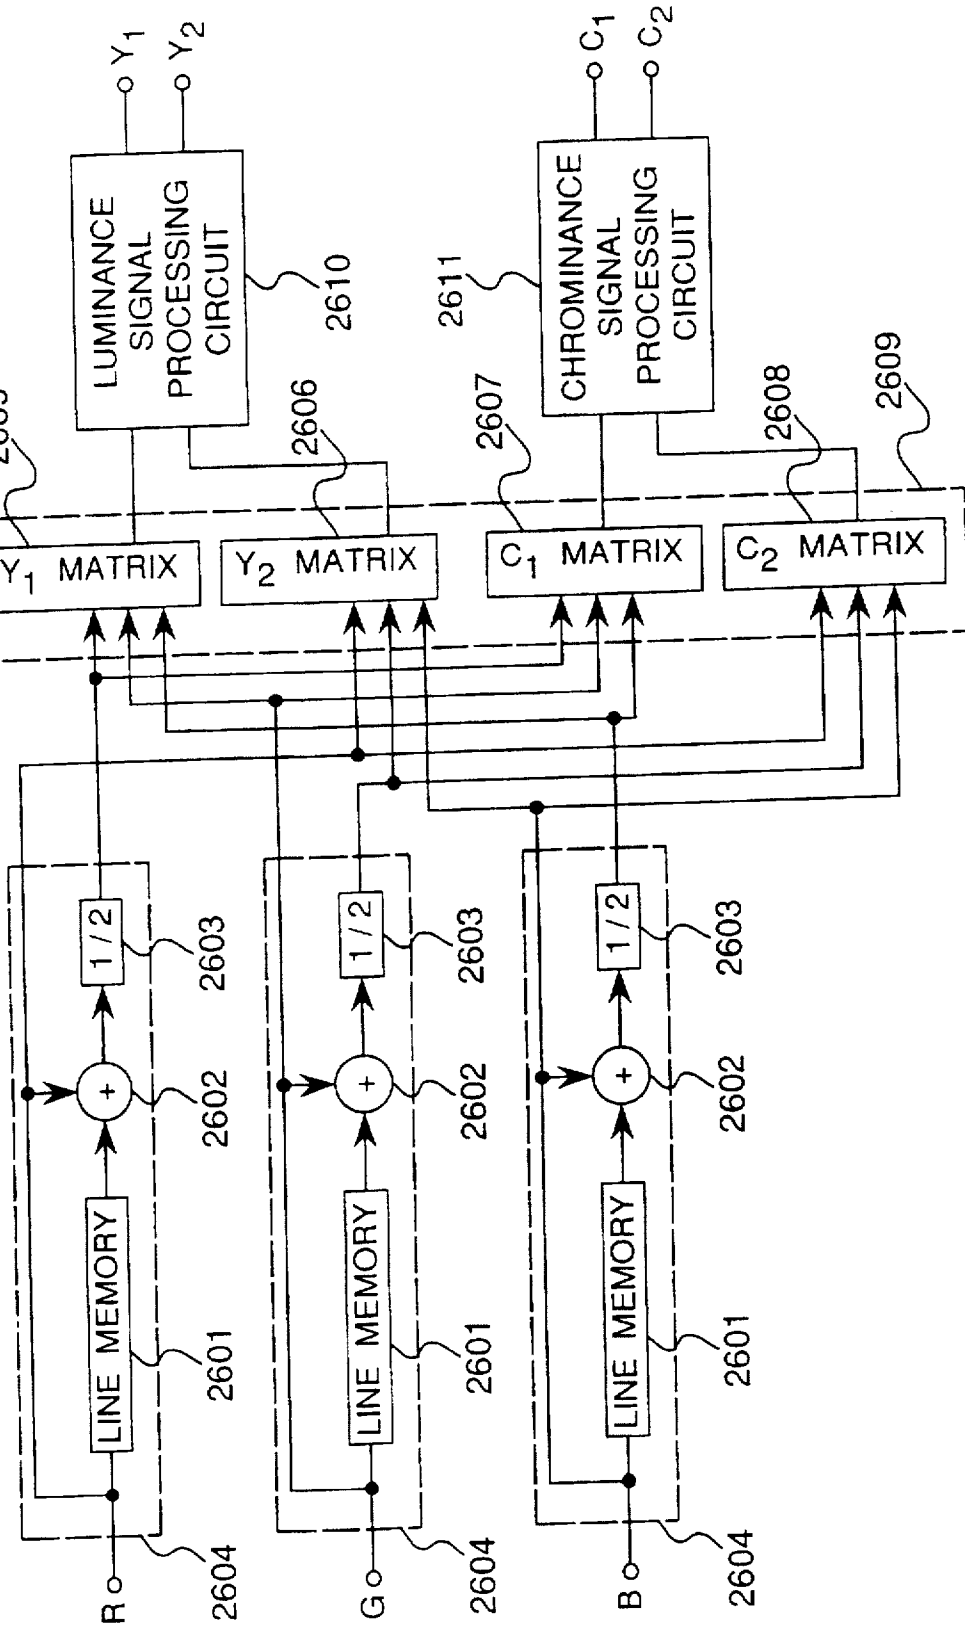 R
2604
LINE MEMORY
2601
+
2602
1/2
2603
G
2604
LINE MEMORY
2601
+
2602
1/2
2603
B
2604
LINE MEMORY
2601
+
2602
1/2
2603
Y1 MATRIX
Y2 MATRIX
2606
C1 MATRIX
2607
C2 MATRIX
2608
2609
LUMINANCE
SIGNAL
PROCESSING
CIRCUIT
2610
Y1
Y2
CHROMINANCE
SIGNAL
PROCESSING
CIRCUIT
2611
C1
C2